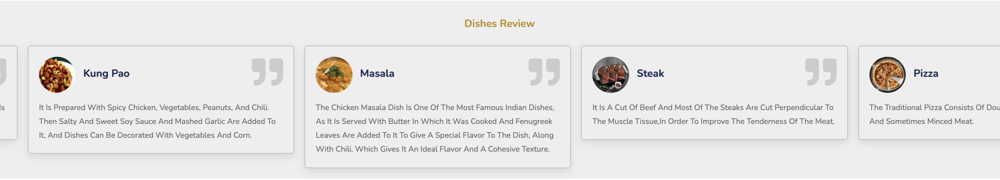 Dishes Review
Kung Pao
It Is Prepared With Spicy Chicken, Vegetables, Peanuts, And Chili.
Then Salty And Sweet Soy Sauce And Mashed Garlic Are Added To
It, And Dishes Can Be Decorated With Vegetables And Corn.
Masala
The Chicken Masala Dish Is One Of The Most Famous Indian Dishes,
As It Is Served With Butter In Which It Was Cooked And Fenugreek
Leaves Are Added To It To Give A Special Flavor To The Dish, Along
With Chili, Which Gives It An Ideal Flavor And A Cohesive Texture.
Steak
It Is A Cut Of Beef And Most Of The Steaks Are Cut Perpendicular To
The Muscle Tissue,In Order To Improve The Tenderness Of The Meat.
Pizza
The Traditional Pizza Consists Of
And Sometimes Minced Meat.